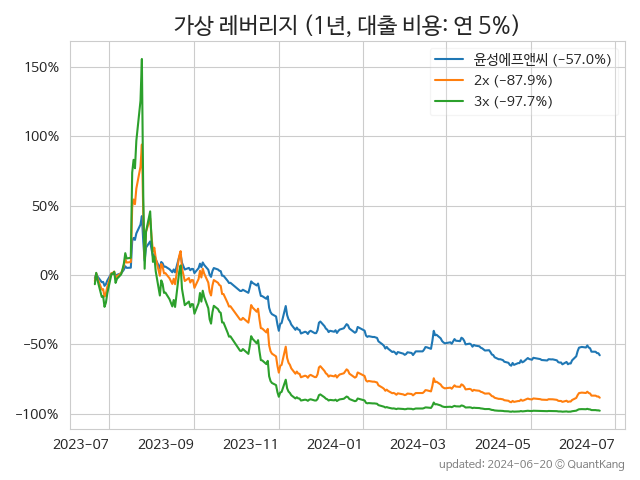 가상 레버리지 (1년, 대출 비용: 연 5%)
윤성에프앤씨 (−57.0%)
2x (−87.9%)
3x (−97.7%)
150%
100%
50%
0%
−50%
−100%
2023-07 2023-09 2023-11 2024-01 2024-03 2024-05 2024-07
updated: 2024-06-20 © QuantKang